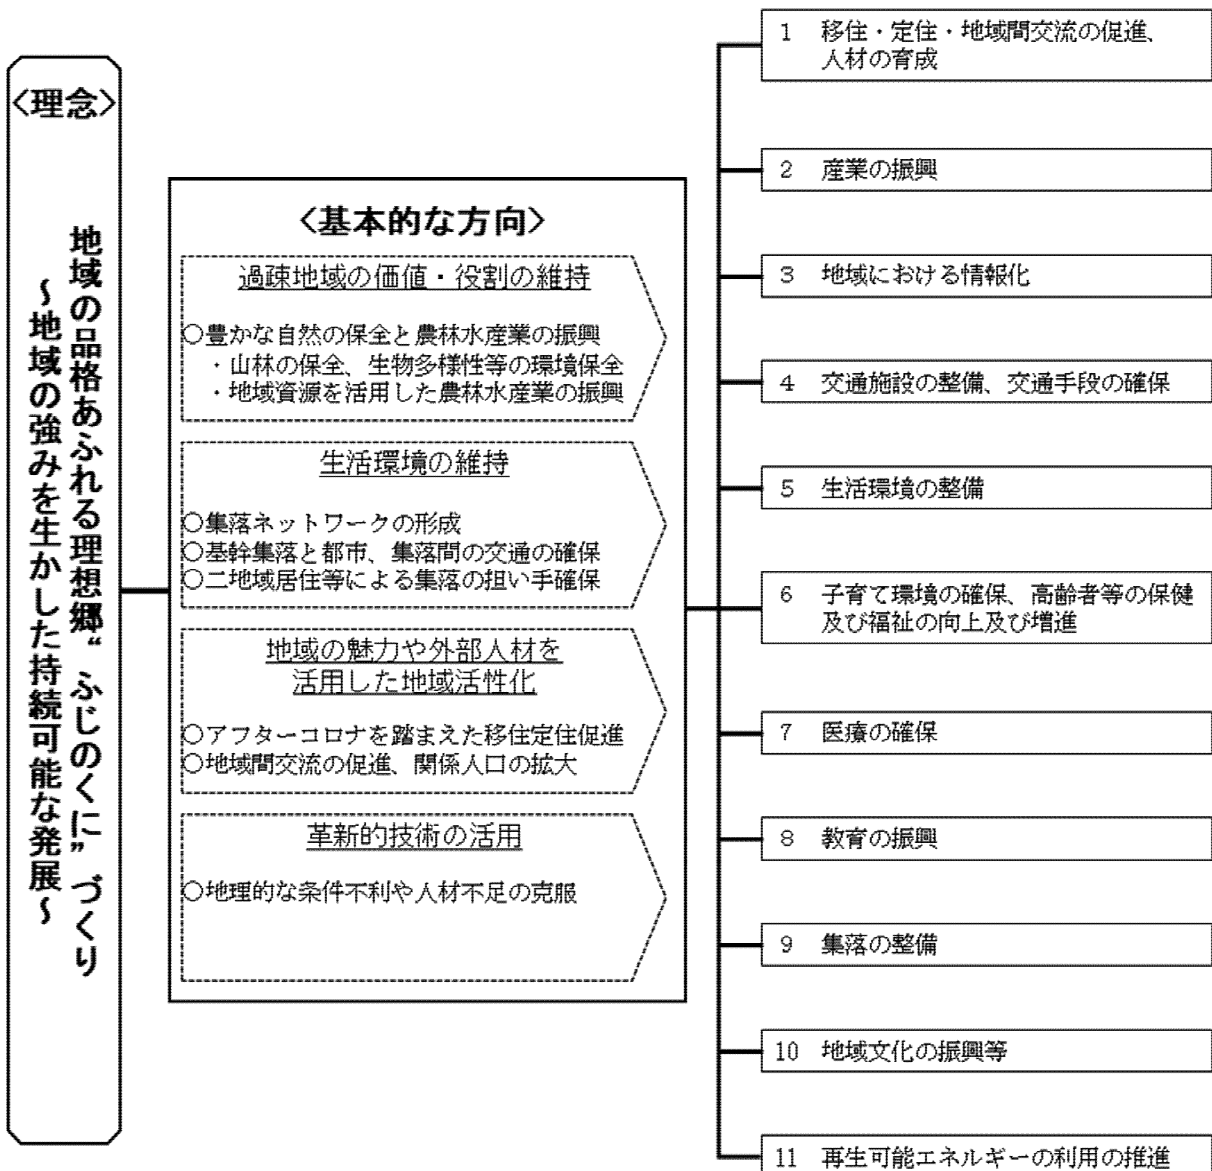 〈理念〉
地域の品格あふれる理想郷“ふじのくに”づくり
～地域の強みを生かした持続可能な発展～
〈基本的な方向〉
過疎地域の価値・役割の維持
○豊かな自然の保全と農林水産業の振興
・山林の保全、生物多様性等の環境保全
・地域資源を活用した農林水産業の振興
生活環境の維持
○集落ネットワークの形成
○基幹集落と都市、集落間の交通の確保
○二地域居住等による集落の担い手確保
地域の魅力や外部人材を
活用した地域活性化
○アフターコロナを踏まえた移住定住促進
○地域間交流の促進、関係人口の拡大
革新的技術の活用
○地理的な条件不利や人材不足の克服
1 移住・定住・地域間交流の促進、
人材の育成
2 産業の振興
3 地域における情報化
4 交通施設の整備、交通手段の確保
5 生活環境の整備
6 子育て環境の確保、高齢者等の保健
及び福祉の向上及び増進
7 医療の確保
8 教育の振興
9 集落の整備
10 地域文化の振興等
11 再生可能エネルギーの利用の推進